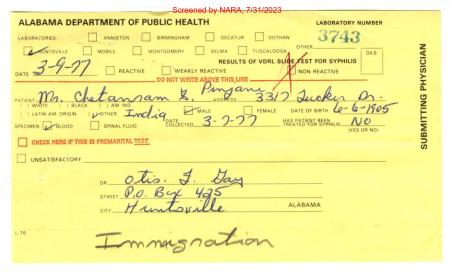 Screened by NARA, 7/31/2023
ALABAMA DEPARTMENT OF PUBLIC HEALTH
LABORATORY NUMBER
3743
LABORATORIES: ANNISTON BIRMINGHAM DECATUR DOTHAN
HUNTSVILLE MOBILE MONTGOMERY SELMA TUSCALOOSA OTHER
DILS
RESULTS OF VDRL SLIDE TEST FOR SYPHILIS
DATE 3-9-77 REACTIVE WEAKLY REACTIVE NON-REACTIVE
DO NOT WRITE ABOVE THIS LINE
PATIENT Mr. Chetanram E. Punjani ADDRESS 3317 Tucker Dr.
WHITE BLACK AM IND MALE FEMALE DATE OF BIRTH 6-6-1905
LATIN AM ORIGIN OTHER India
SPECIMEN: BLOOD SPINAL FLUID COLLECTED 3-7-77 HAS PATIENT BEEN TREATED FOR SYPHILIS NO
(YES OR NO)
CHECK HERE IF THIS IS PREMARITAL TEST
UNSATISFACTORY
SUBMITTING PHYSICIAN
DR Otis F. Gay
STREET P.O. Box 425
CITY Huntsville ALABAMA
L 76
Immigration